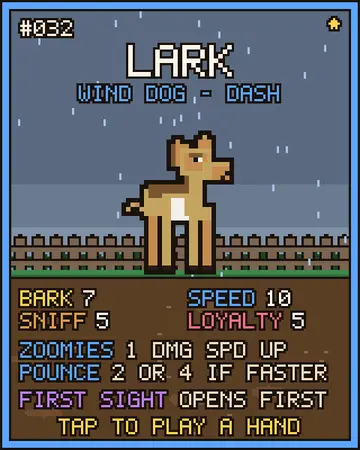 #032
LARK
WIND DOG - DASH
BARK 7 SPEED 10
SNIFF 5 LOYALTY 5
ZOOMIES 1 DMG SPD UP
POUNCE 2 OR 4 IF FASTER
FIRST SIGHT OPENS FIRST
TAP TO PLAY A HAND